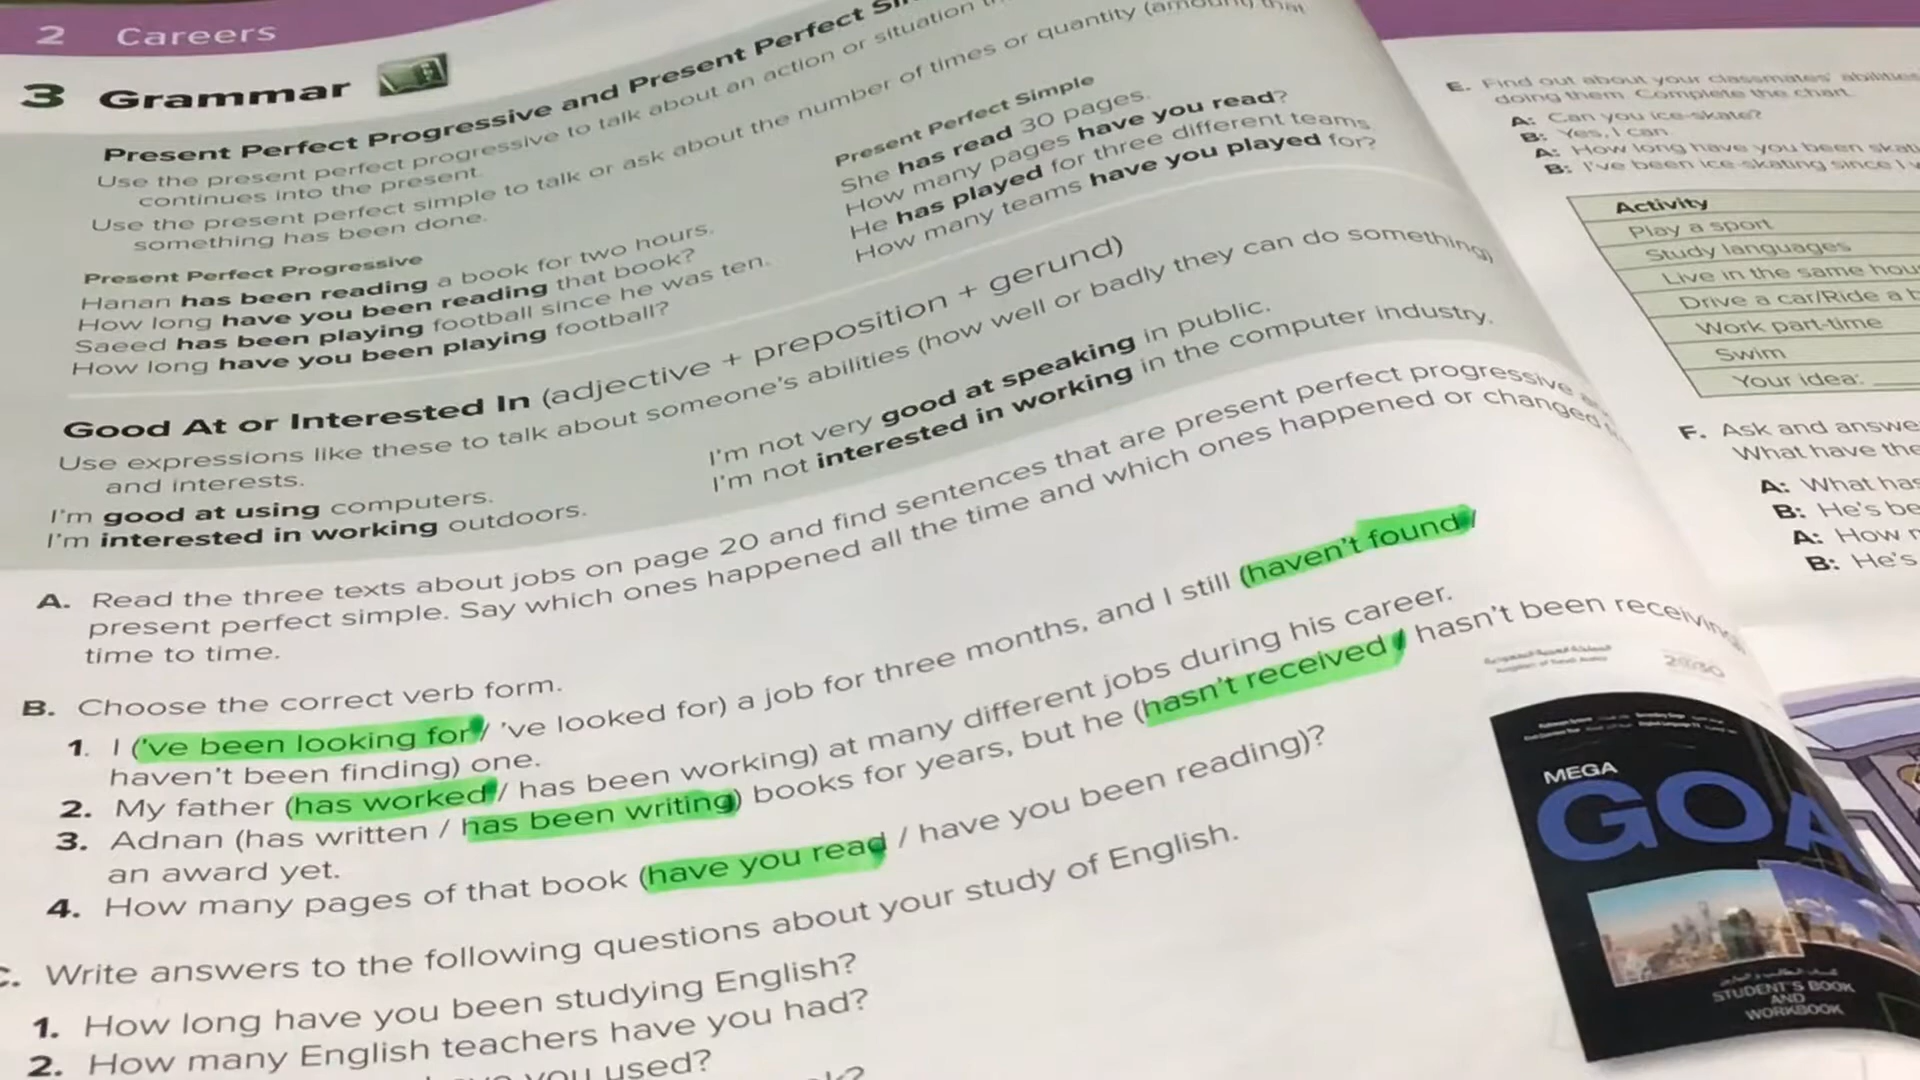 2 Careers
3 Grammar
Present Perfect Progressive and Present Perfect
Use the present perfect progressive to talk about an action or situation
continues into the present.
Use the present perfect simple to talk or ask about the number of times or quantity (amount) that
something has been done.
Present Perfect Progressive
Hanan has been reading a book for two hours.
How long have you been reading that book?
Saeed has been playing football since he was ten.
How long have you been playing football?
Present Perfect Simple
She has read 30 pages.
How many pages have you read?
He has played for three different teams.
How many teams have you played for?
Good At or Interested In (adjective + preposition + gerund)
Use expressions like these to talk about someone's abilities (how well or badly they can do something)
and interests.
I'm good at using computers.
I'm interested in working outdoors.
I'm not very good at speaking in public.
I'm not interested in working in the computer industry.
A. Read the three texts about jobs on page 20 and find sentences that are present perfect progressive
present perfect simple. Say which ones happened all the time and which ones happened or changed
time to time.
B. Choose the correct verb form.
1. I ('ve been looking for / 've looked for) a job for three months, and I still (haven't found /
haven't been finding) one.
2. My father (has worked / has been working) at many different jobs during his career.
3. Adnan (has written / has been writing) books for years, but he (hasn't received / hasn't been receiving
an award yet.
4. How many pages of that book (have you read / have you been reading)?
C. Write answers to the following questions about your study of English.
1. How long have you been studying English?
2. How many English teachers have you had?
you used?
E. Find out about your classmates' abilities
doing them. Complete the chart.
A: Can you ice-skate?
B: Yes, I can.
A: How long have you been
B: I've been ice-skating since I
Activity
Play a sport
Study languages
Live in the same
Drive a car/Ride a
Work part-time
Swim
Your idea:
F. Ask and
What have
A: What has
B: He's
A: How
B: He's
2030
MEGA
GOA
STUDENT'S BOOK
AND
WORKBOOK